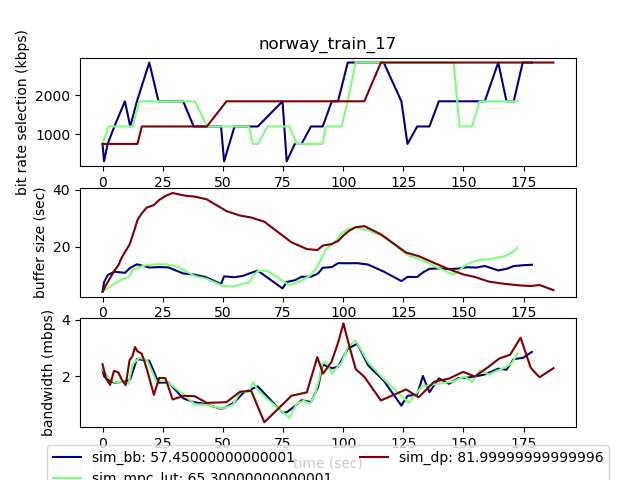 norway_train_17
bit rate selection (kbps)
2000
1000
0 25 50 75 100 125 150 175
buffer size (sec)
40
20
0 25 50 75 100 125 150 175
bandwidth (mbps)
4
2
0 25 50 75 100 125 150 175
time (sec)
sim_bb: 57.45000000000001 sim_dp: 81.99999999999996
sim_mpc_lut: 65.30000000000001